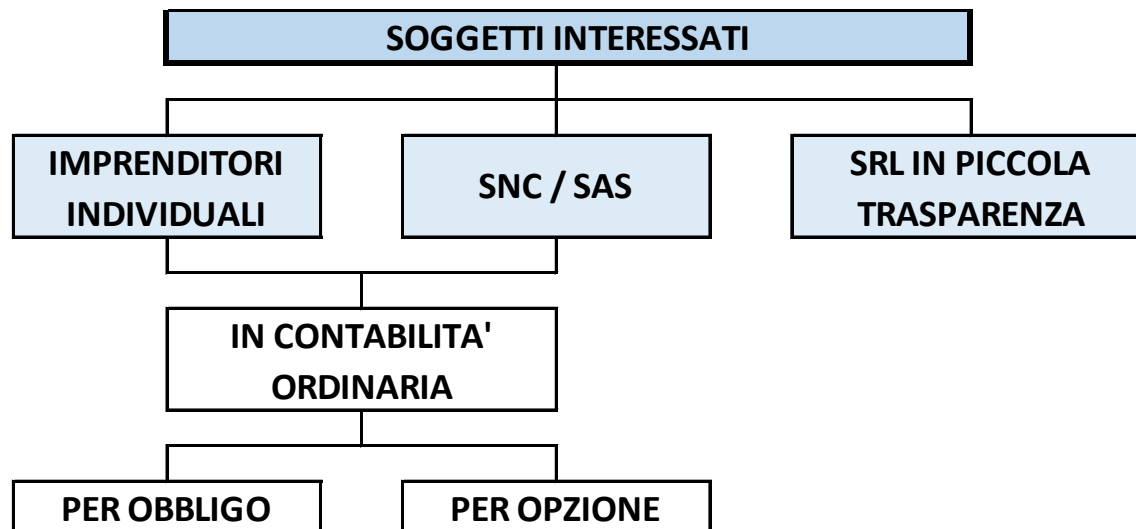 SOGGETTI INTERESSATI
IMPRENDITORI
INDIVIDUALI
SNC / SAS
SRL IN PICCOLA
TRASPARENZA
IN CONTABILITA'
ORDINARIA
PER OBBLIGO
PER OPZIONE